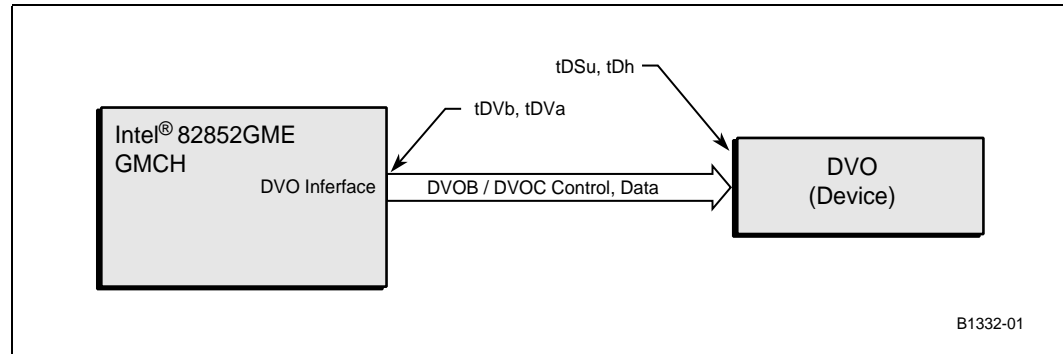 tDSu, tDh
tDVb, tDVa
Intel® 82852GME
GMCH
DVO Inferface
DVOB / DVOC Control, Data
DVO
(Device)
B1332-01